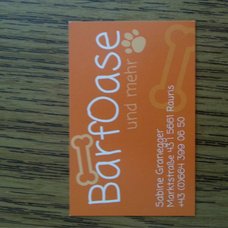 BarfOase
und mehr
Sabine Granegger
Marktstraße 43 | 5661 Rauris
+43 (0)664 399 06 50